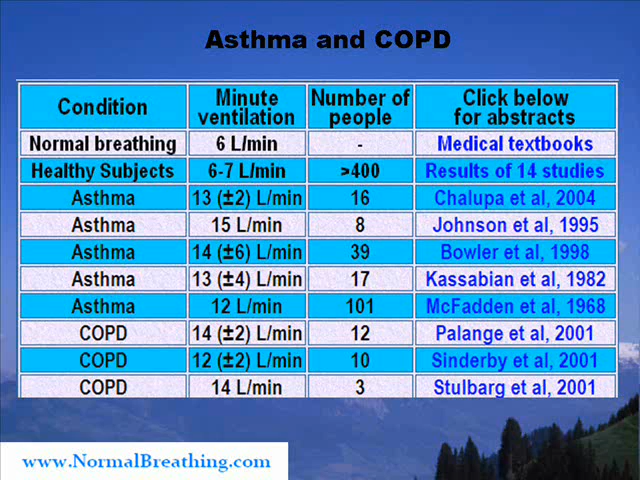 Asthma and COPD
Condition Minute ventilation Number of people Click below for abstracts
Normal breathing 6 L/min - Medical textbooks
Healthy Subjects 6-7 L/min >400 Results of 14 studies
Asthma 13 (±2) L/min 16 Chalupa et al, 2004
Asthma 15 L/min 8 Johnson et al, 1995
Asthma 14 (±6) L/min 39 Bowler et al, 1998
Asthma 13 (±4) L/min 17 Kassabian et al, 1982
Asthma 12 L/min 101 McFadden et al, 1968
COPD 14 (±2) L/min 12 Palange et al, 2001
COPD 12 (±2) L/min 10 Sinderby et al, 2001
COPD 14 L/min 3 Stulbarg et al, 2001
www.NormalBreathing.com